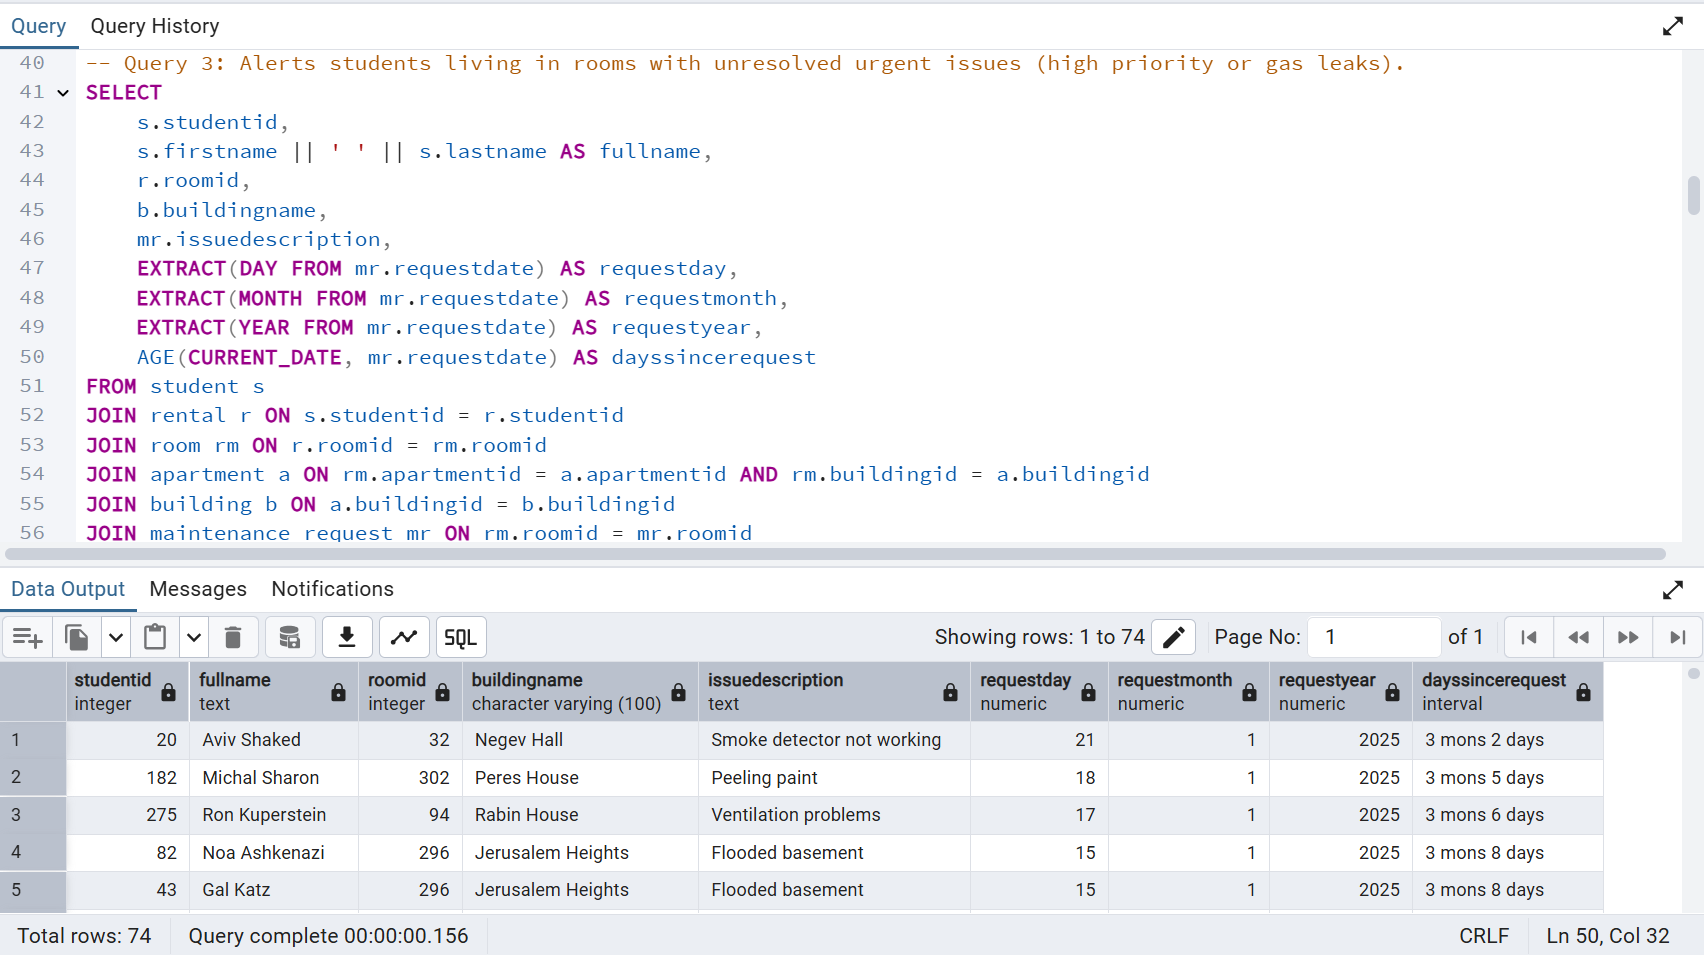 Query Query History
40 -- Query 3: Alerts students living in rooms with unresolved urgent issues (high priority or gas leaks).
41 SELECT
42 s.studentid,
43 s.firstname || ' ' || s.lastname AS fullname,
44 r.roomid,
45 b.buildingname,
46 mr.issuedescription,
47 EXTRACT(DAY FROM mr.requestdate) AS requestday,
48 EXTRACT(MONTH FROM mr.requestdate) AS requestmonth,
49 EXTRACT(YEAR FROM mr.requestdate) AS requestyear,
50 AGE(CURRENT_DATE, mr.requestdate) AS dayssincerequest
51 FROM student s
52 JOIN rental r ON s.studentid = r.studentid
53 JOIN room rm ON r.roomid = rm.roomid
54 JOIN apartment a ON rm.apartmentid = a.apartmentid AND rm.buildingid = a.buildingid
55 JOIN building b ON a.buildingid = b.buildingid
56 JOIN maintenance request mr ON rm.roomid = mr.roomid
Data Output Messages Notifications
SQL Showing rows: 1 to 74 Page No: 1 of 1
studentid fullname roomid buildingname issuedescription requestday requestmonth requestyear dayssincerequest
integer text integer character varying (100) text numeric numeric numeric interval
1 20 Aviv Shaked 32 Negev Hall Smoke detector not working 21 1 2025 3 mons 2 days
2 182 Michal Sharon 302 Peres House Peeling paint 18 1 2025 3 mons 5 days
3 275 Ron Kuperstein 94 Rabin House Ventilation problems 17 1 2025 3 mons 6 days
4 82 Noa Ashkenazi 296 Jerusalem Heights Flooded basement 15 1 2025 3 mons 8 days
5 43 Gal Katz 296 Jerusalem Heights Flooded basement 15 1 2025 3 mons 8 days
Total rows: 74 Query complete 00:00:00.156 CRLF Ln 50, Col 32